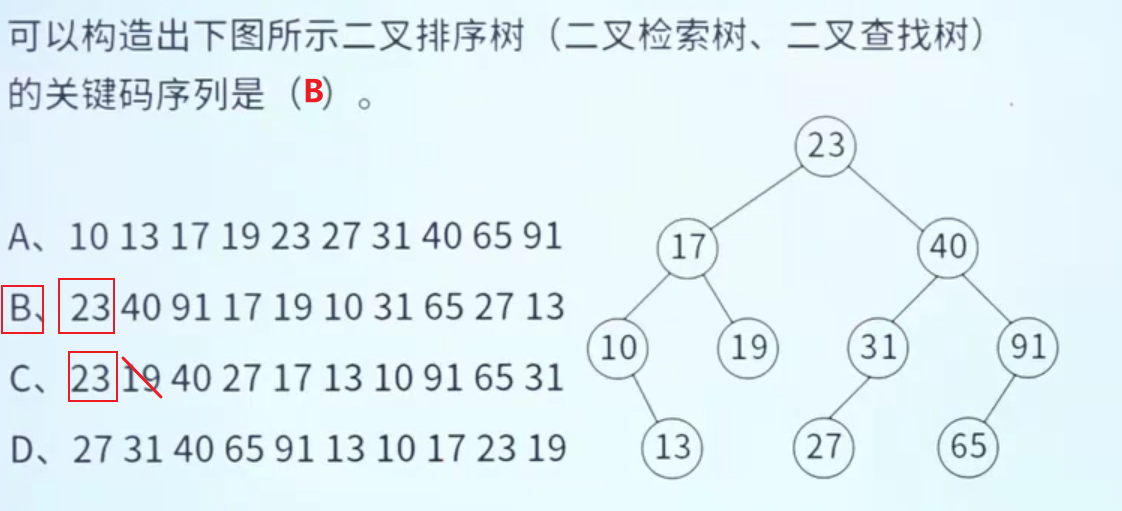 可以构造出下图所示二叉排序树（二叉检索树、二叉查找树）
的关键码序列是（B）。
A、10 13 17 19 23 27 31 40 65 91
B、23 40 91 17 19 10 31 65 27 13
C、23 19 40 27 17 13 10 91 65 31
D、27 31 40 65 91 13 10 17 23 19
23
17 40
10 19 31 91
13 27 65